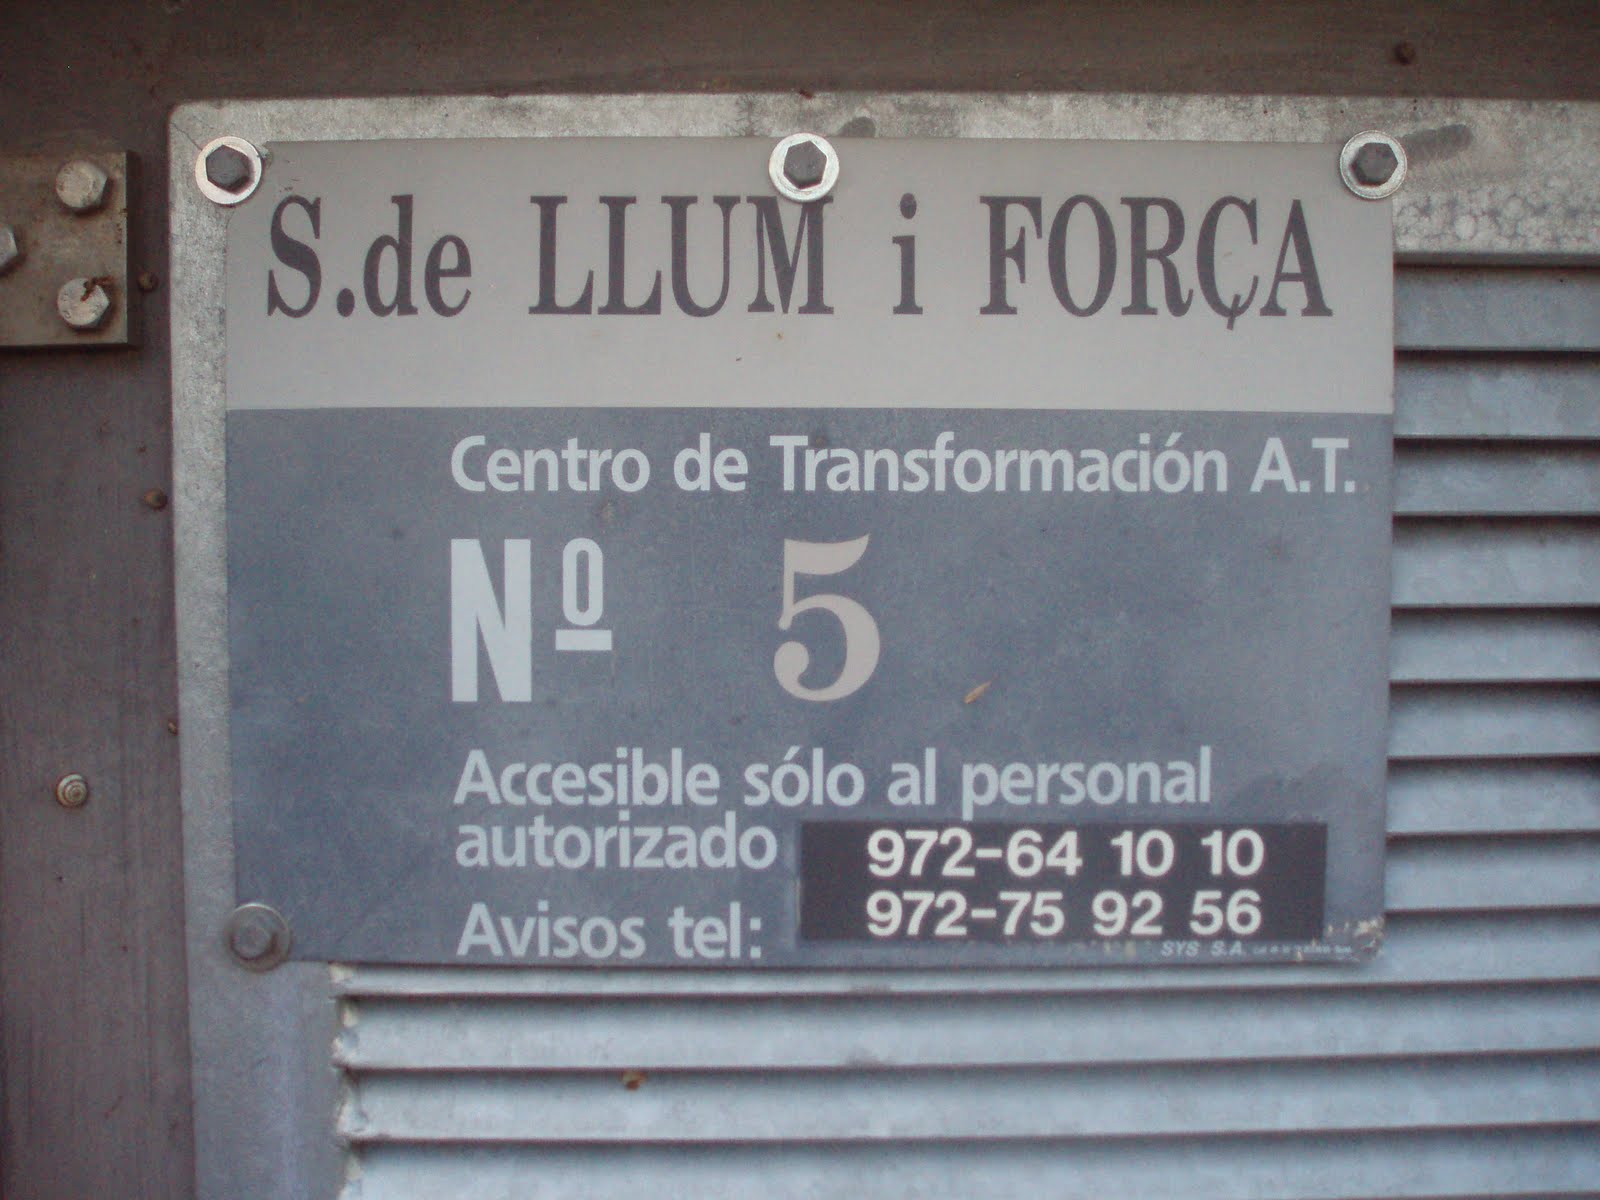 S.de LLUM i FORÇA
Centro de Transformación A.T.
Nº 5
Accesible sólo al personal
autorizado 972-64 10 10
972-75 92 56
Avisos tel:
SYS S.A.